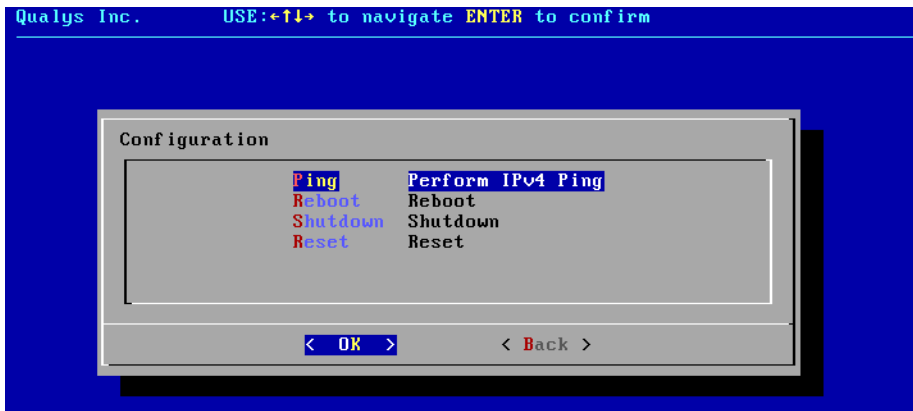 Qualys Inc. USE:←↑↓→ to navigate ENTER to confirm
Configuration
Ping Perform IPv4 Ping
Reboot Reboot
Shutdown Shutdown
Reset Reset
< OK > < Back >